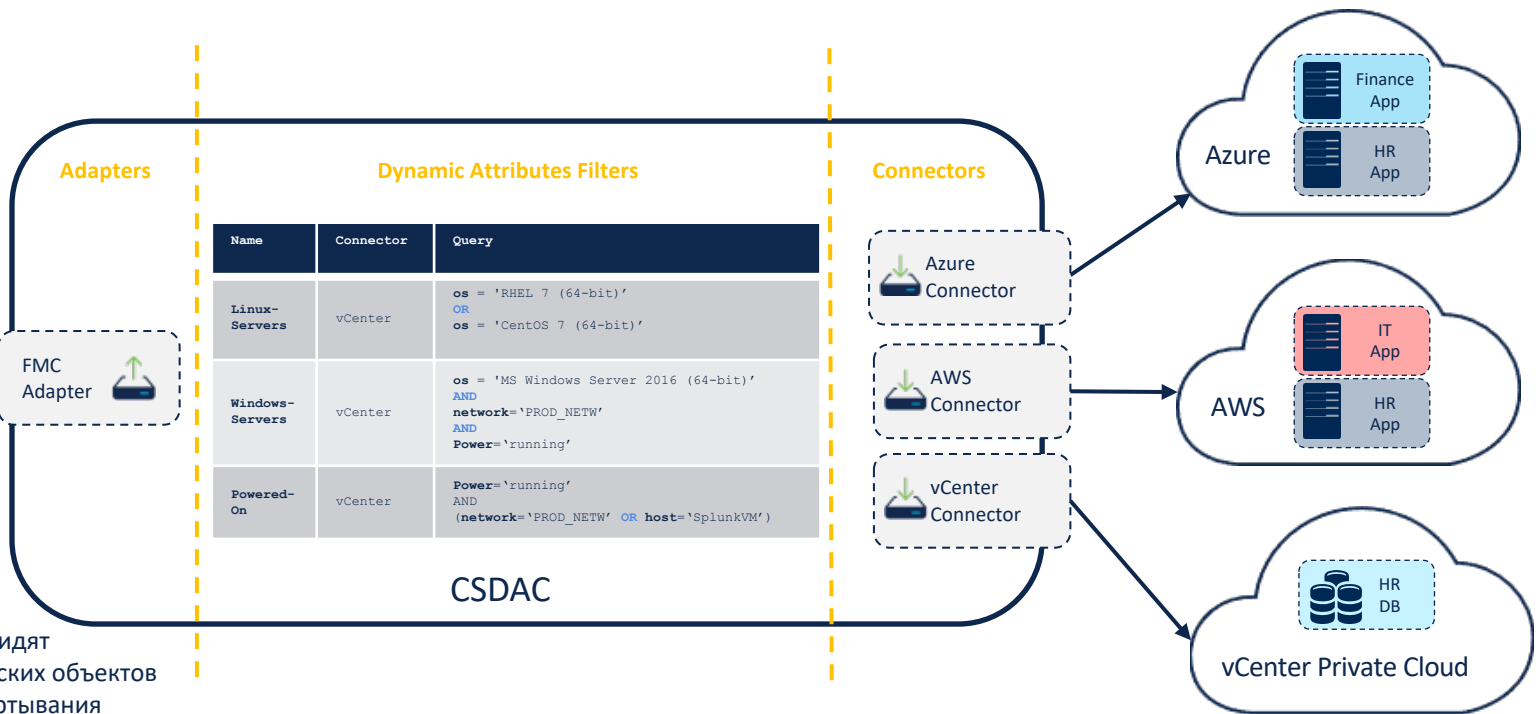 Adapters
Dynamic Attributes Filters
Connectors
FMC
Adapter
Name Connector Query
Linux-
Servers
vCenter
os = 'RHEL 7 (64-bit)’
OR
os = 'CentOS 7 (64-bit)’
Windows-
Servers
vCenter
os = 'MS Windows Server 2016 (64-bit)’
AND
network=‘PROD_NETW’
AND
Power=‘running’
Powered-
On
vCenter
Power=‘running’
AND
(network=‘PROD_NETW’ OR host=‘SplunkVM’)
CSDAC
Azure
Connector
AWS
Connector
vCenter
Connector
Azure
Finance
App
HR
App
AWS
IT
App
HR
App
HR
DB
vCenter Private Cloud
объектов